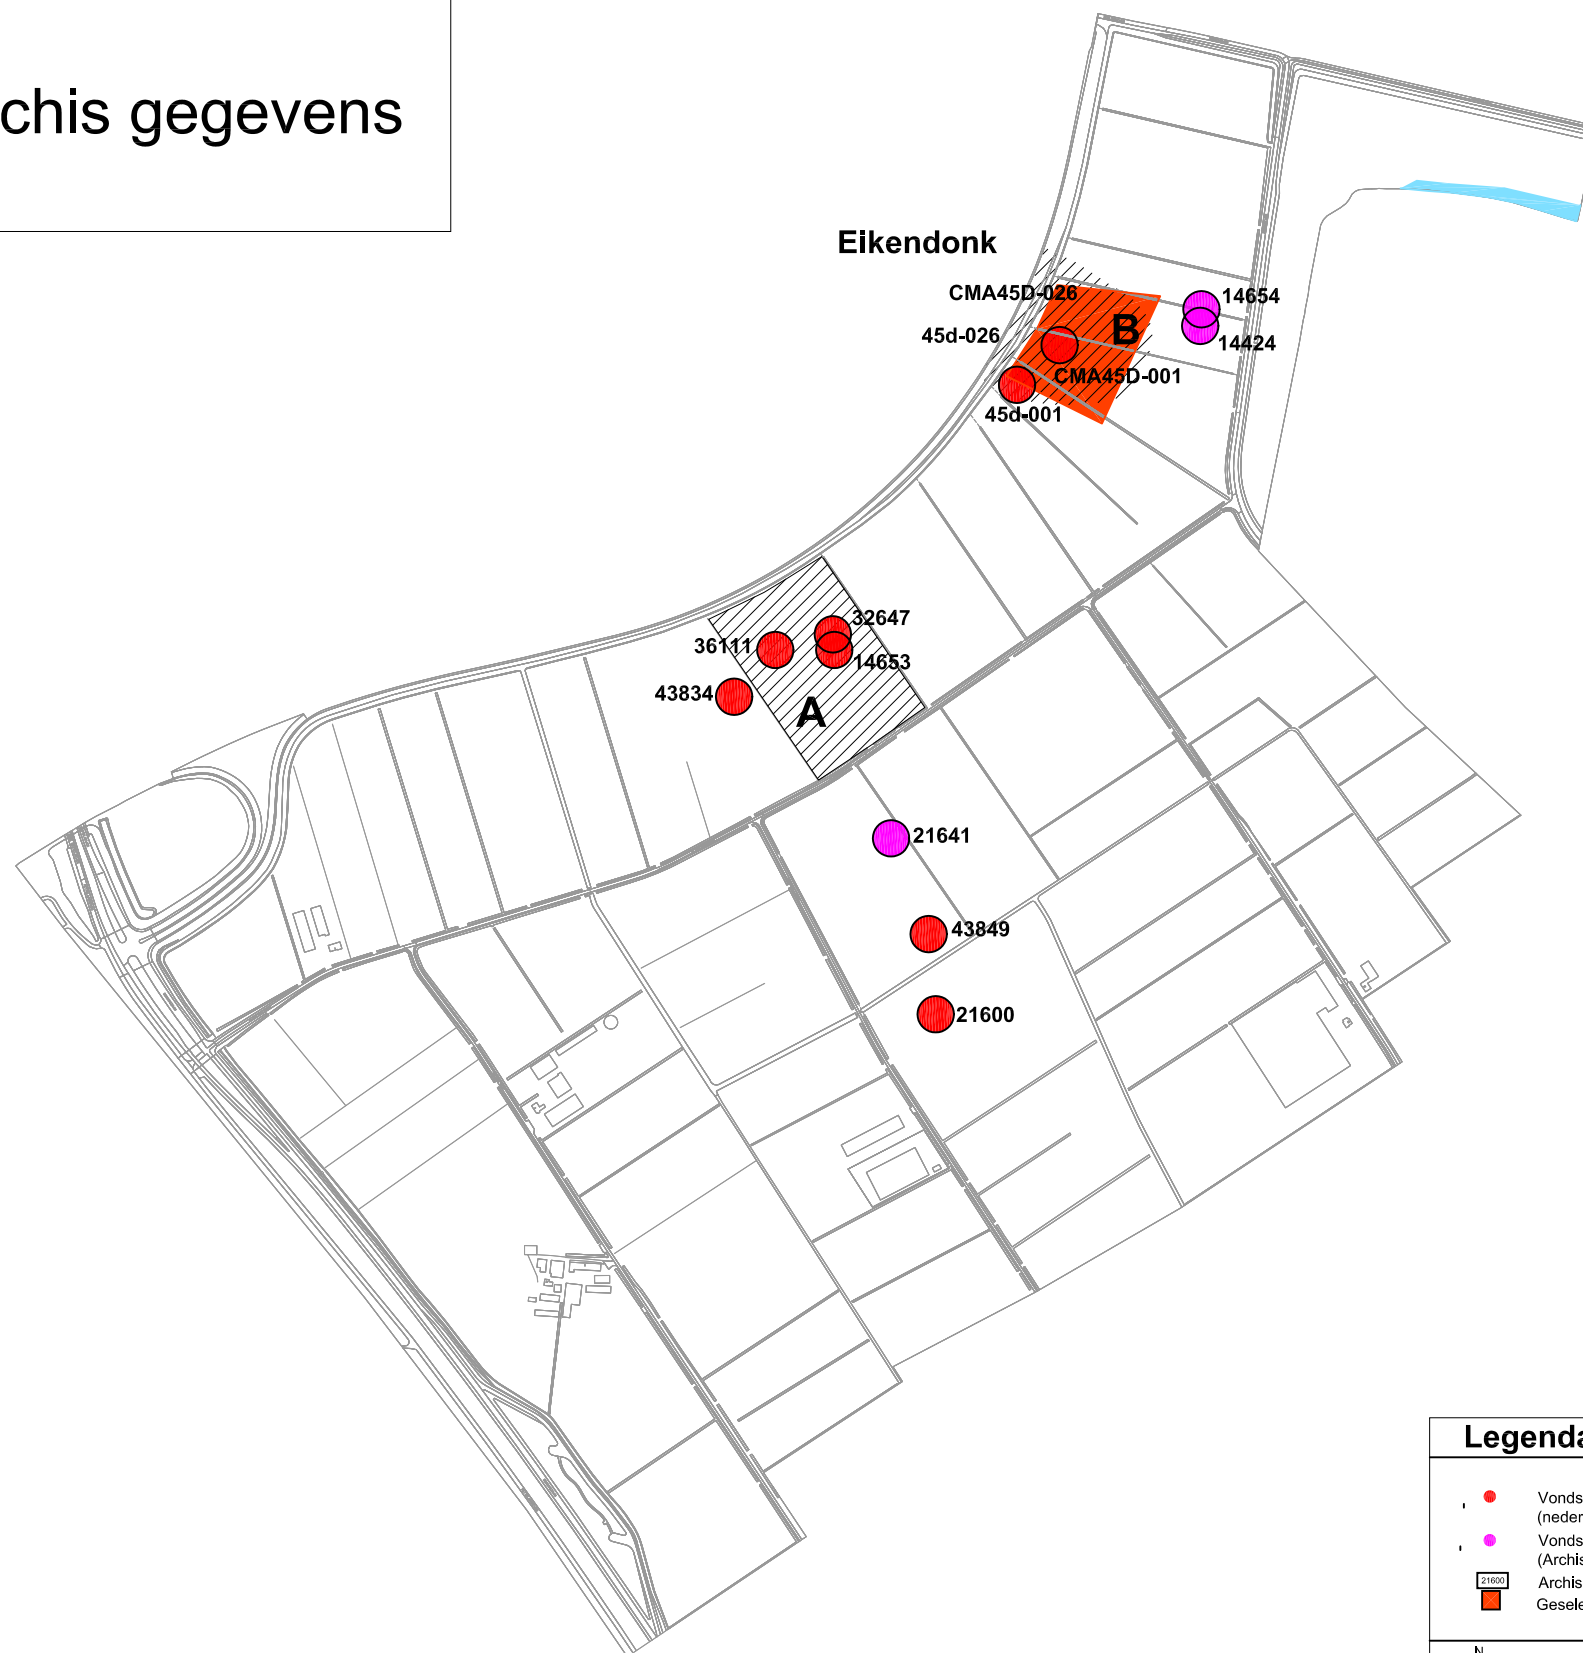 chis gegevens
Eikendonk
CMA45D-026
14654
45d-026
B
14424
CMA45D-001
45d-001
32647
36111
14653
43834
A
21641
43849
21600
Legenda
Vonds
(neder
Vonds
(Archis
21600
Archis
Gesele
N